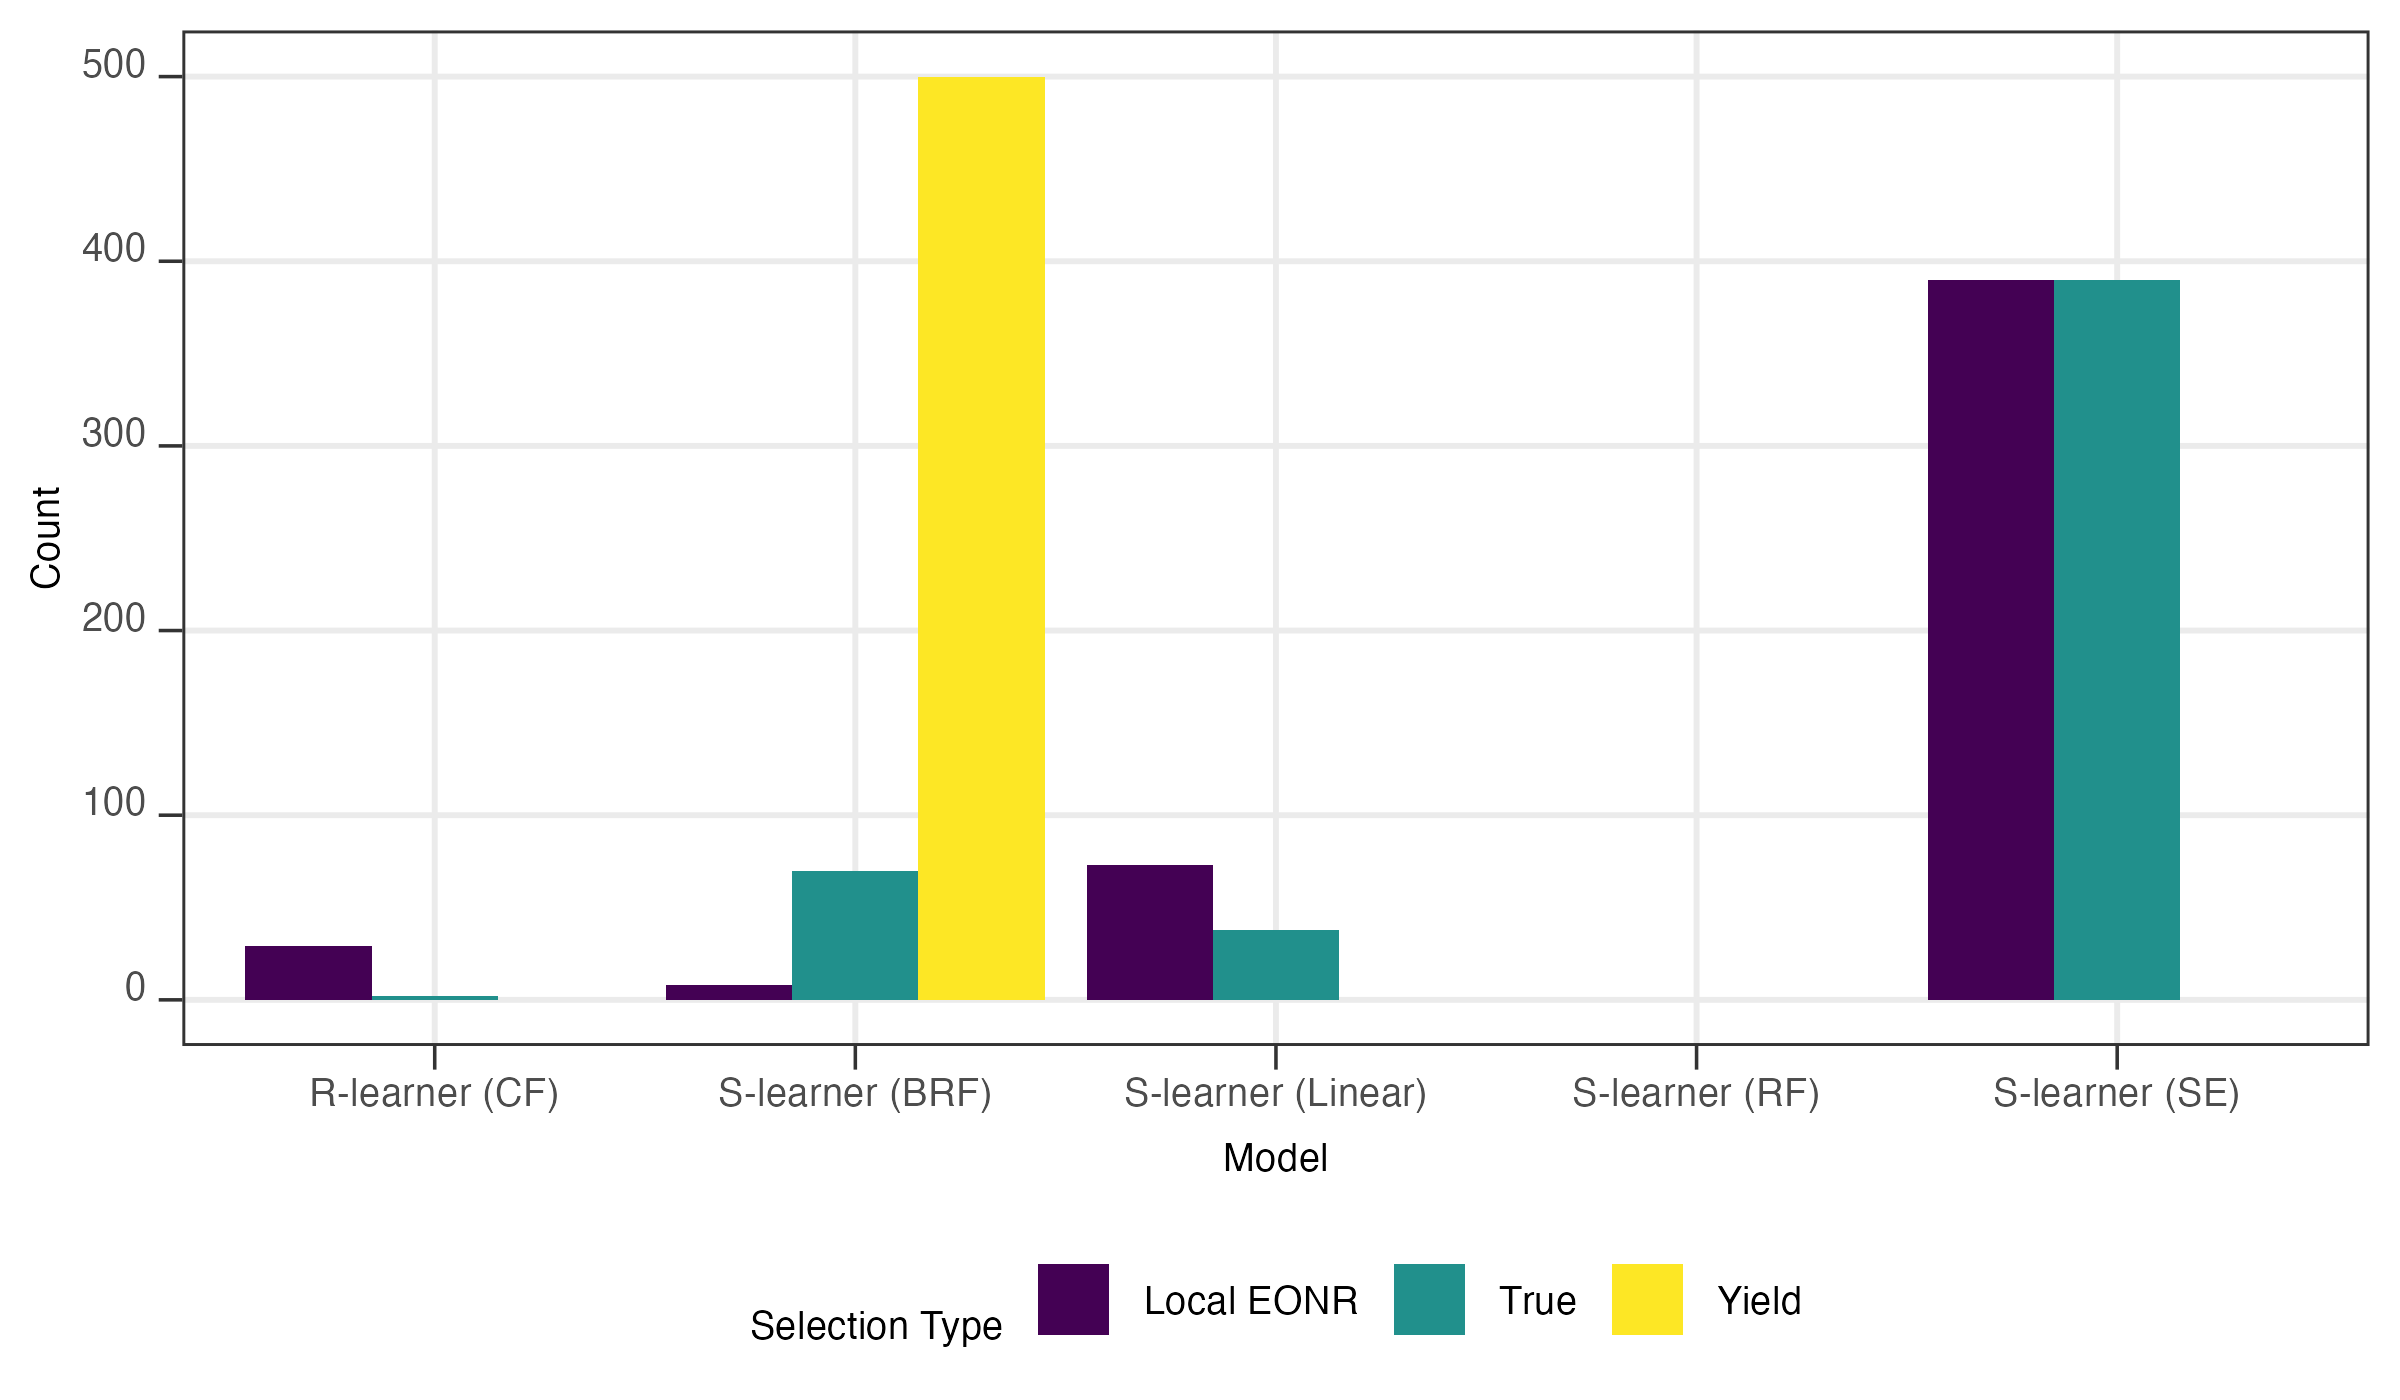 500
400
300
200
100
0
Count
R-learner (CF) S-learner (BRF) S-learner (Linear) S-learner (RF) S-learner (SE)
Model
Selection Type Local EONR True Yield